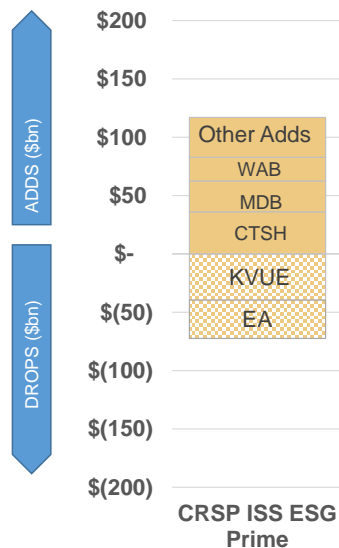 $200
$150
$100
$50
$-
$(50)
$(100)
$(150)
$(200)
ADDS ($bn)
DROPS ($bn)
Other Adds
WAB
MDB
CTSH
KVUE
EA
CRSP ISS ESG
Prime